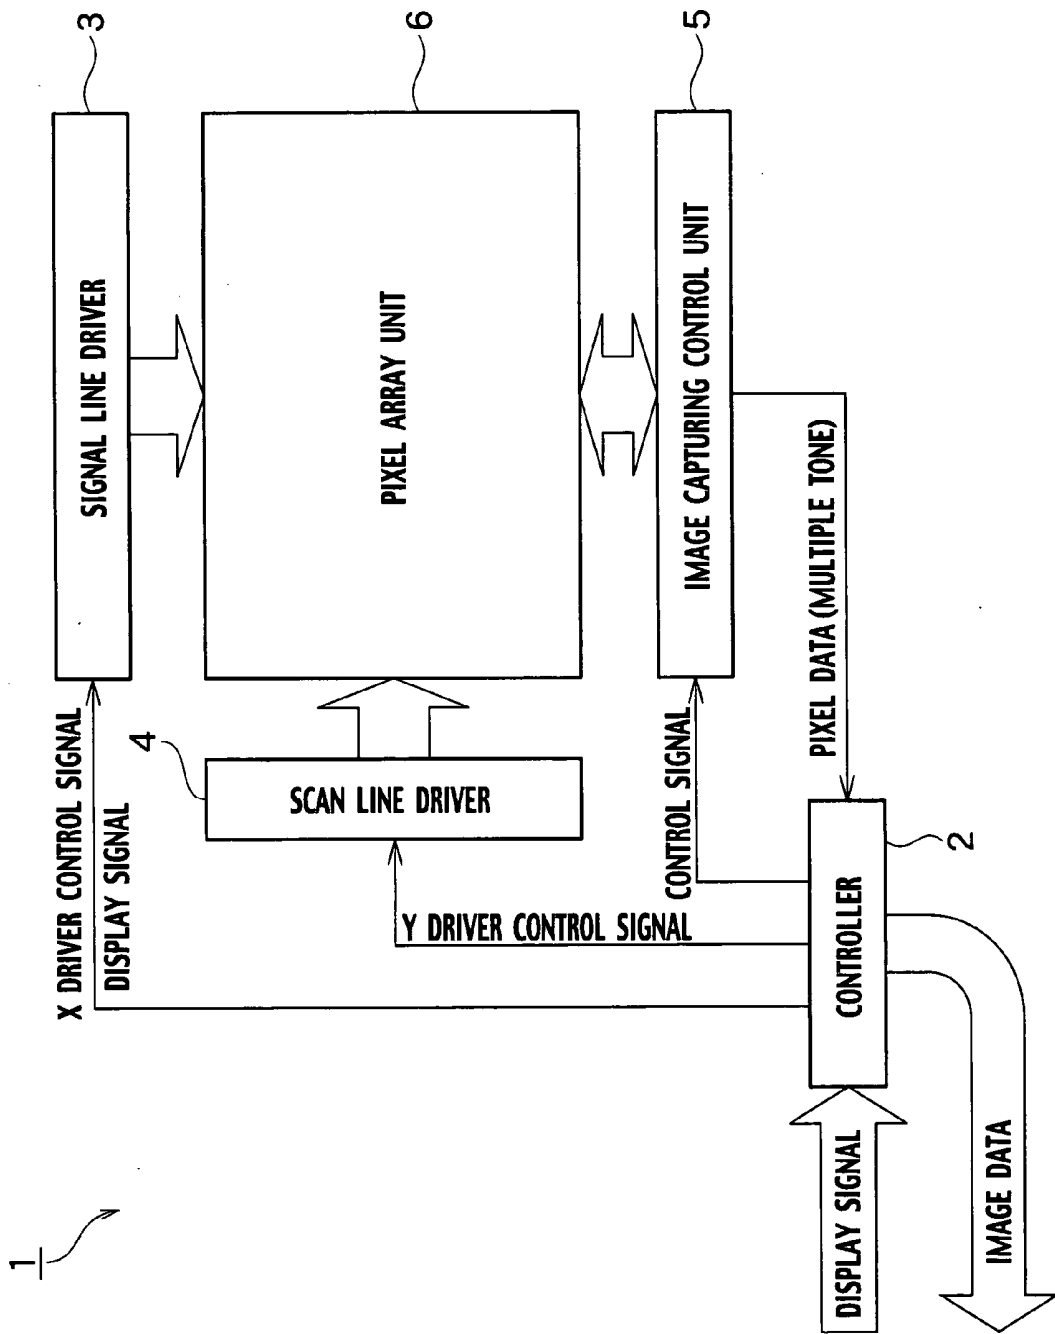 1
X DRIVER CONTROL SIGNAL
DISPLAY SIGNAL
SIGNAL LINE DRIVER
3
4
SCAN LINE DRIVER
PIXEL ARRAY UNIT
6
Y DRIVER CONTROL SIGNAL
CONTROL SIGNAL
IMAGE CAPTURING CONTROL UNIT
5
PIXEL DATA (MULTIPLE TONE)
DISPLAY SIGNAL
CONTROLLER
2
IMAGE DATA